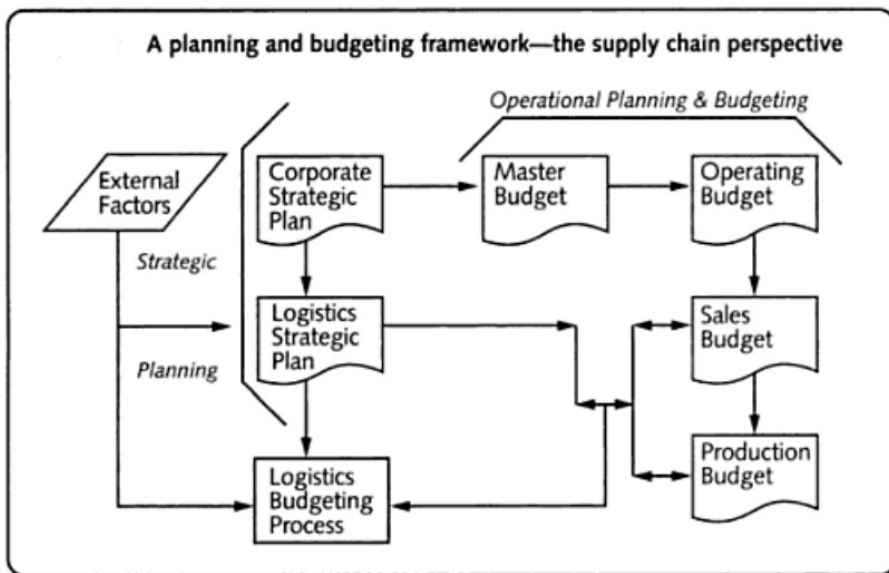 A planning and budgeting framework—the supply chain perspective
Operational Planning & Budgeting
External
Factors
Strategic
Planning
Corporate
Strategic
Plan
Master
Budget
Operating
Budget
Logistics
Strategic
Plan
Sales
Budget
Logistics
Budgeting
Process
Production
Budget